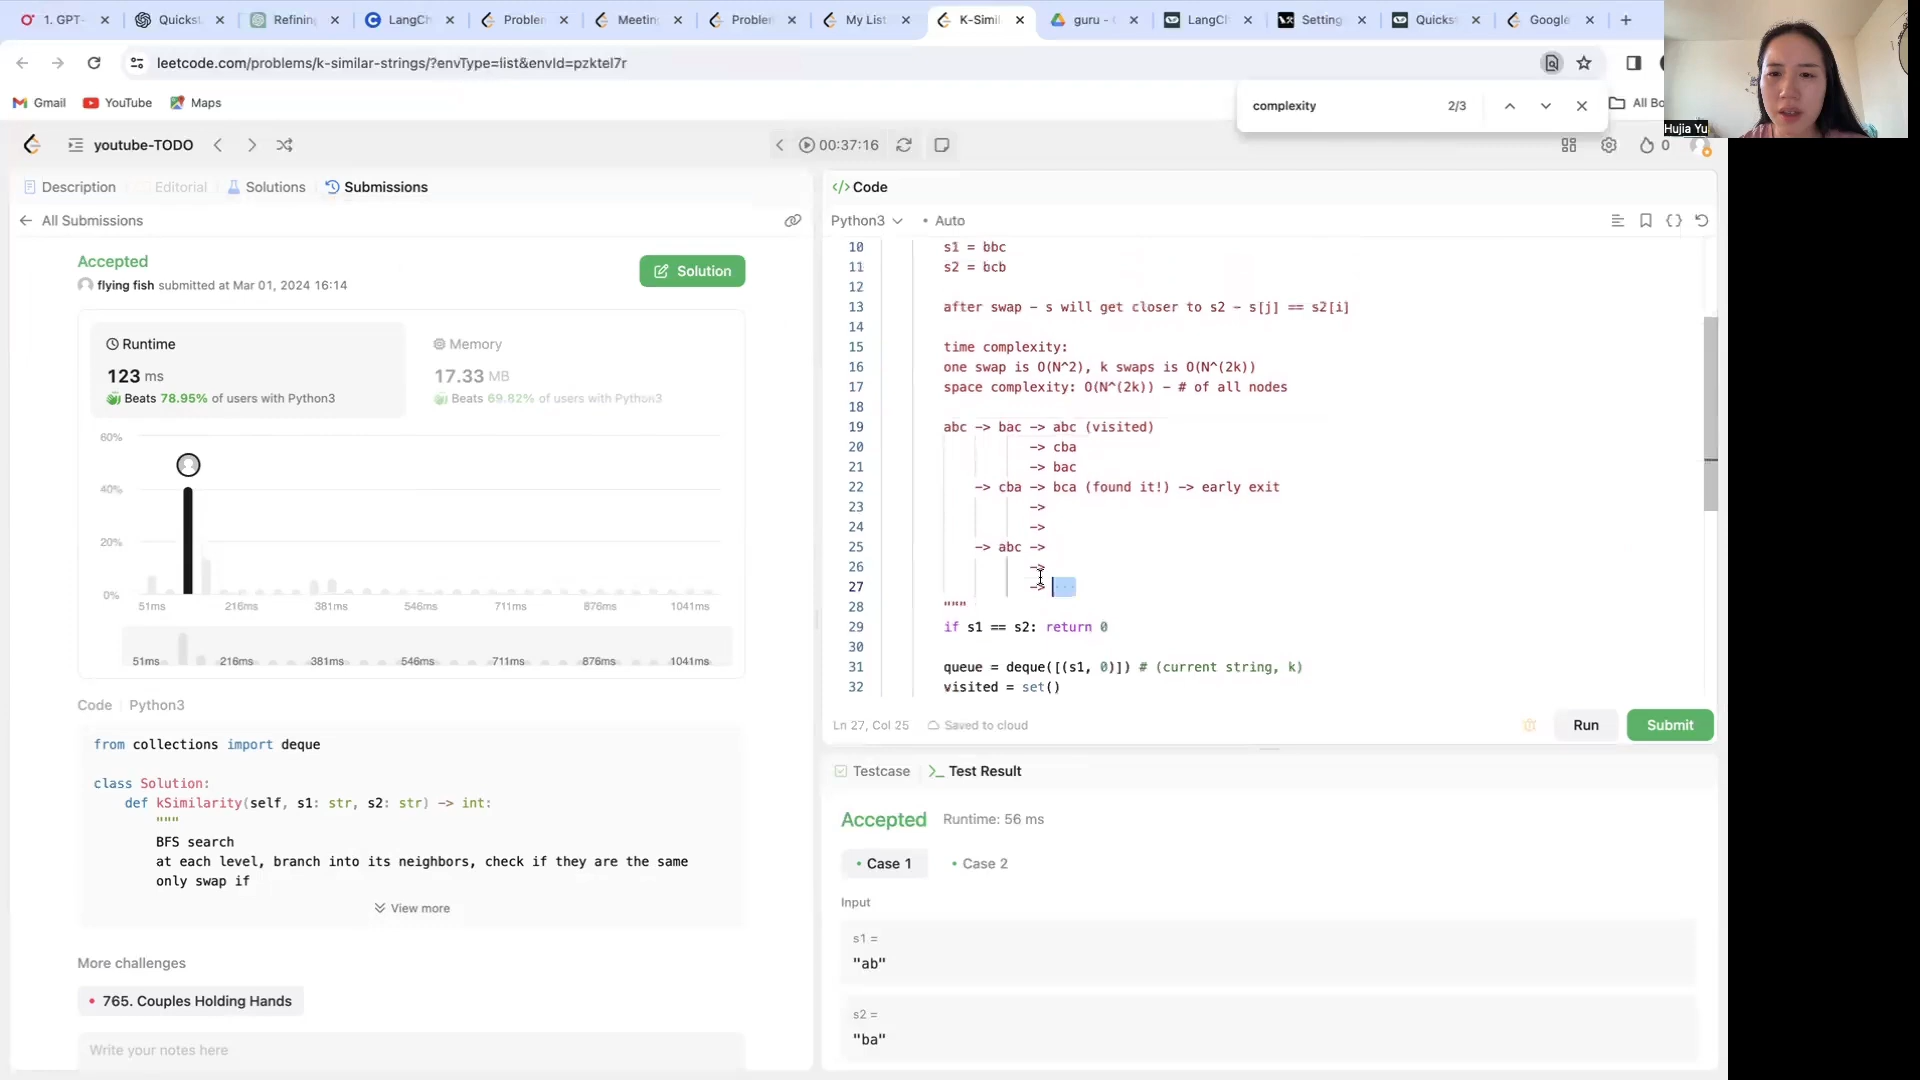 1. GPT-
Quickst
Refining
LangCh
Problem
Meeting
Problem
My List
K-Simil
guru -
LangCl
Setting
Quicks
Google
leetcode.com/problems/k-similar-strings/?envType=list&envId=pzktel7r
complexity 2/3
Gmail YouTube Maps
All Bo
Hujia Yu
youtube-TODO
00:37:16
0
Description Editorial Solutions Submissions
All Submissions
Accepted
flying fish submitted at Mar 01, 2024 16:14
Solution
Runtime
123 ms
Beats 78.95% of users with Python3
Memory
17.33 MB
Beats 69.82% of users with Python3
60%
40%
20%
0%
51ms 216ms 381ms 546ms 711ms 876ms 1041ms
51ms 216ms 381ms 546ms 711ms 876ms 1041ms
Code Python3
from collections import deque
class Solution:
def kSimilarity(self, s1: str, s2: str) -> int:
"""
BFS search
at each level, branch into its neighbors, check if they are the same
only swap if
View more
More challenges
765. Couples Holding Hands
Write your notes here
</> Code
Python3 • Auto
10 s1 = bbc
11 s2 = bcb
12
13 after swap - s will get closer to s2 - s[j] == s2[i]
14
15 time complexity:
16 one swap is O(N^2), k swaps is O(N^(2k))
17 space complexity: O(N^(2k)) - # of all nodes
18
19 abc -> bac -> abc (visited)
20 -> cba
21 -> bac
22 -> cba -> bca (found it!) -> early exit
23 ->
24 ->
25 -> abc ->
26 ->
27 -> ...
28 """
29 if s1 == s2: return 0
30
31 queue = deque([(s1, 0)]) # (current string, k)
32 visited = set()
Ln 27, Col 25 Saved to cloud
Run
Submit
Testcase >_ Test Result
Accepted Runtime: 56 ms
• Case 1 • Case 2
Input
s1 =
"ab"
s2 =
"ba"